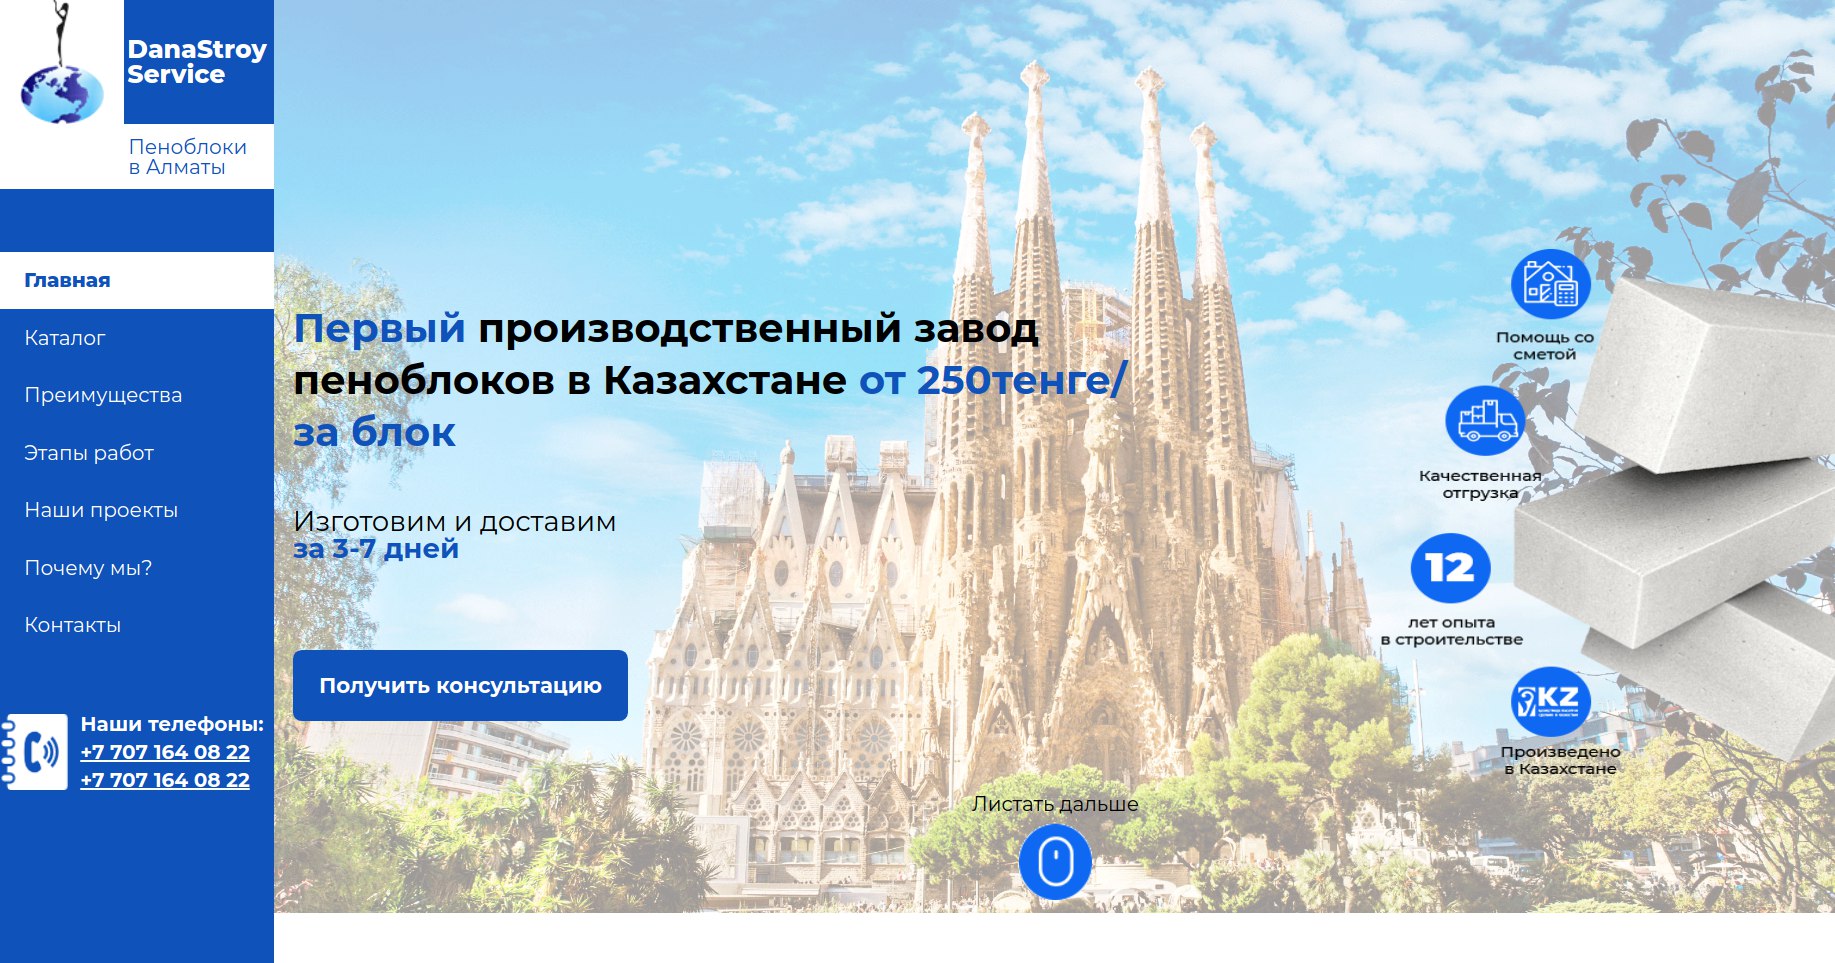 DanaStroy
Service
Пеноблоки
в Алматы
Главная
Каталог
Преимущества
Этапы работ
Наши проекты
Почему мы?
Контакты
Наши телефоны:
+7 707 164 08 22
+7 707 164 08 22
Первый производственный завод
пеноблоков в Казахстане от 250тенге/
за блок
Изготовим и доставим
за 3-7 дней
Получить консультацию
Помощь со
сметой
Качественная
отгрузка
12
лет опыта
в строительстве
KZ
Произведено
в Казахстане
Листать дальше